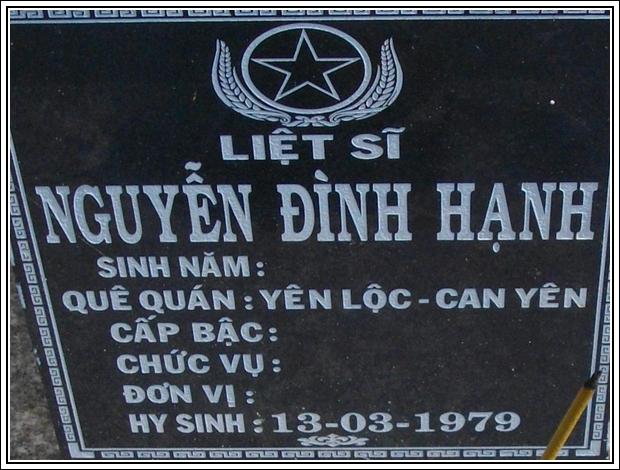 LIỆT SĨ
NGUYỄN ĐÌNH HẠNH
SINH NĂM :
QUÊ QUÁN : YÊN LỘC - CAN YÊN
CẤP BẬC :
CHỨC VỤ :
ĐƠN VỊ :
HY SINH : 13-03-1979